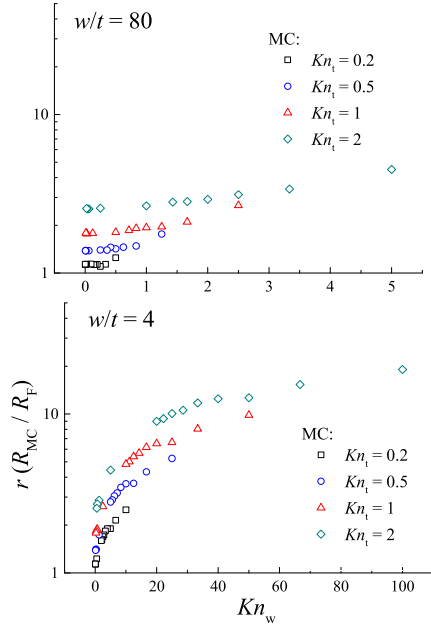 w/t = 80
MC:
Kn_t = 0.2
Kn_t = 0.5
Kn_t = 1
Kn_t = 2
10
1
0 1 2 3 4 5
w/t = 4
r (R_MC / R_F)
10
MC:
Kn_t = 0.2
Kn_t = 0.5
Kn_t = 1
Kn_t = 2
1
0 20 40 60 80 100
Kn_w